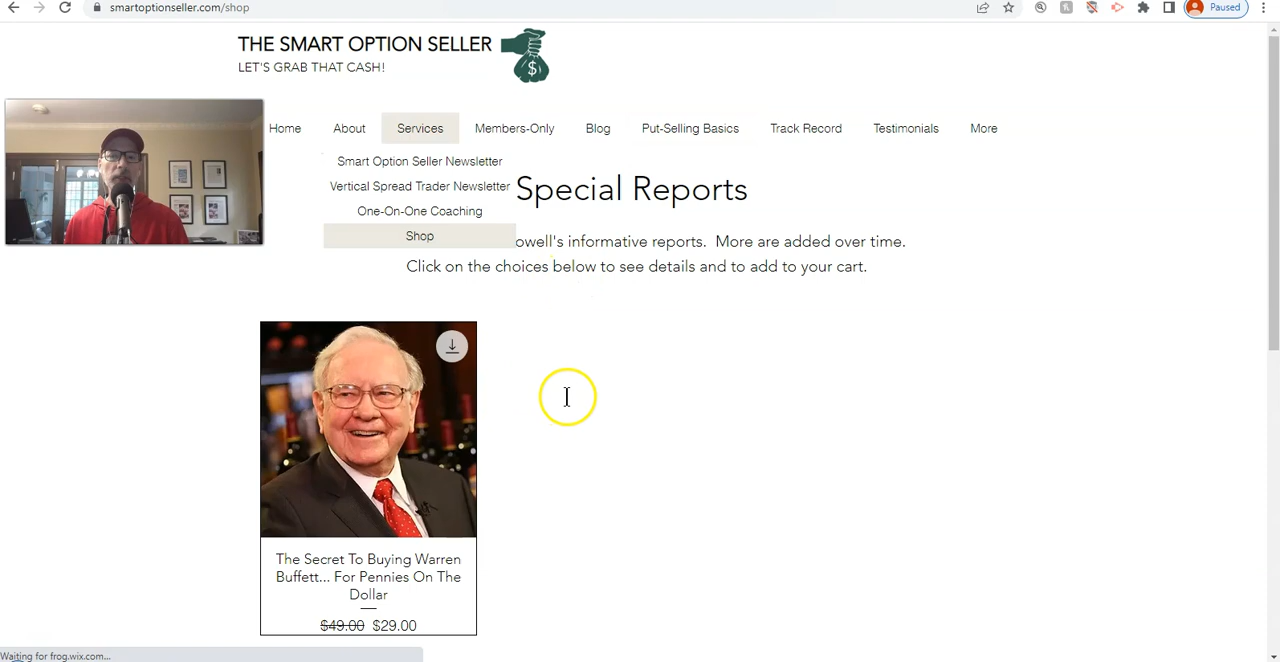 smartoptionseller.com/shop
Paused
THE SMART OPTION SELLER
LET'S GRAB THAT CASH!
$
Home
About
Services
Members-Only
Blog
Put-Selling Basics
Track Record
Testimonials
More
Smart Option Seller Newsletter
Vertical Spread Trader Newsletter
One-On-One Coaching
Shop
Special Reports
owell's informative reports. More are added over time.
Click on the choices below to see details and to add to your cart.
The Secret To Buying Warren
Buffett... For Pennies On The
Dollar
$49.00 $29.00
Waiting for frog.wix.com...